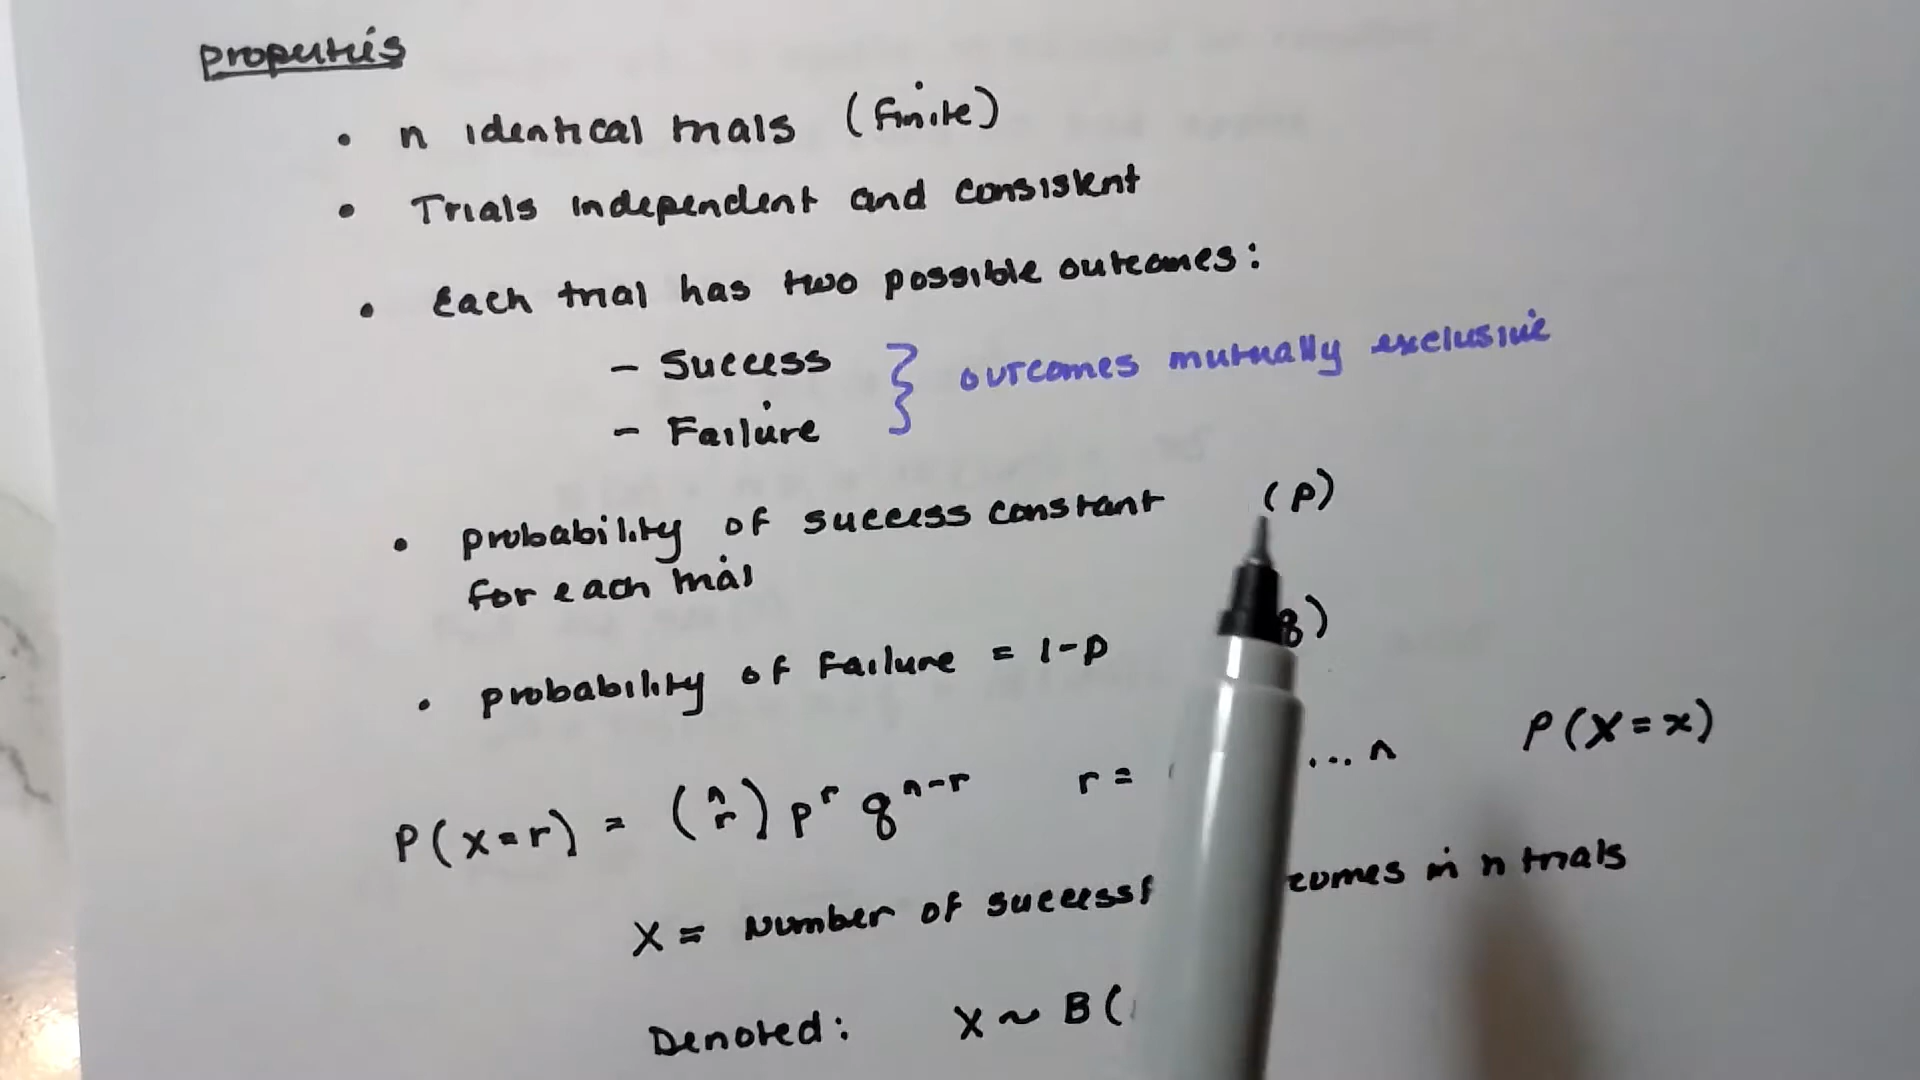 properties
• n identical trials (finite)
• Trials independent and consistent
• Each trial has two possible outcomes:
- Success
- Failure } outcomes mutually exclusive
• probability of success constant (p)
for each trial
• probability of failure = 1-p q)
P(X=r) = (n r) p^r q^n-r r = ... n P(X=x)
X = Number of successf comes in n trials
Denoted: X ~ B(